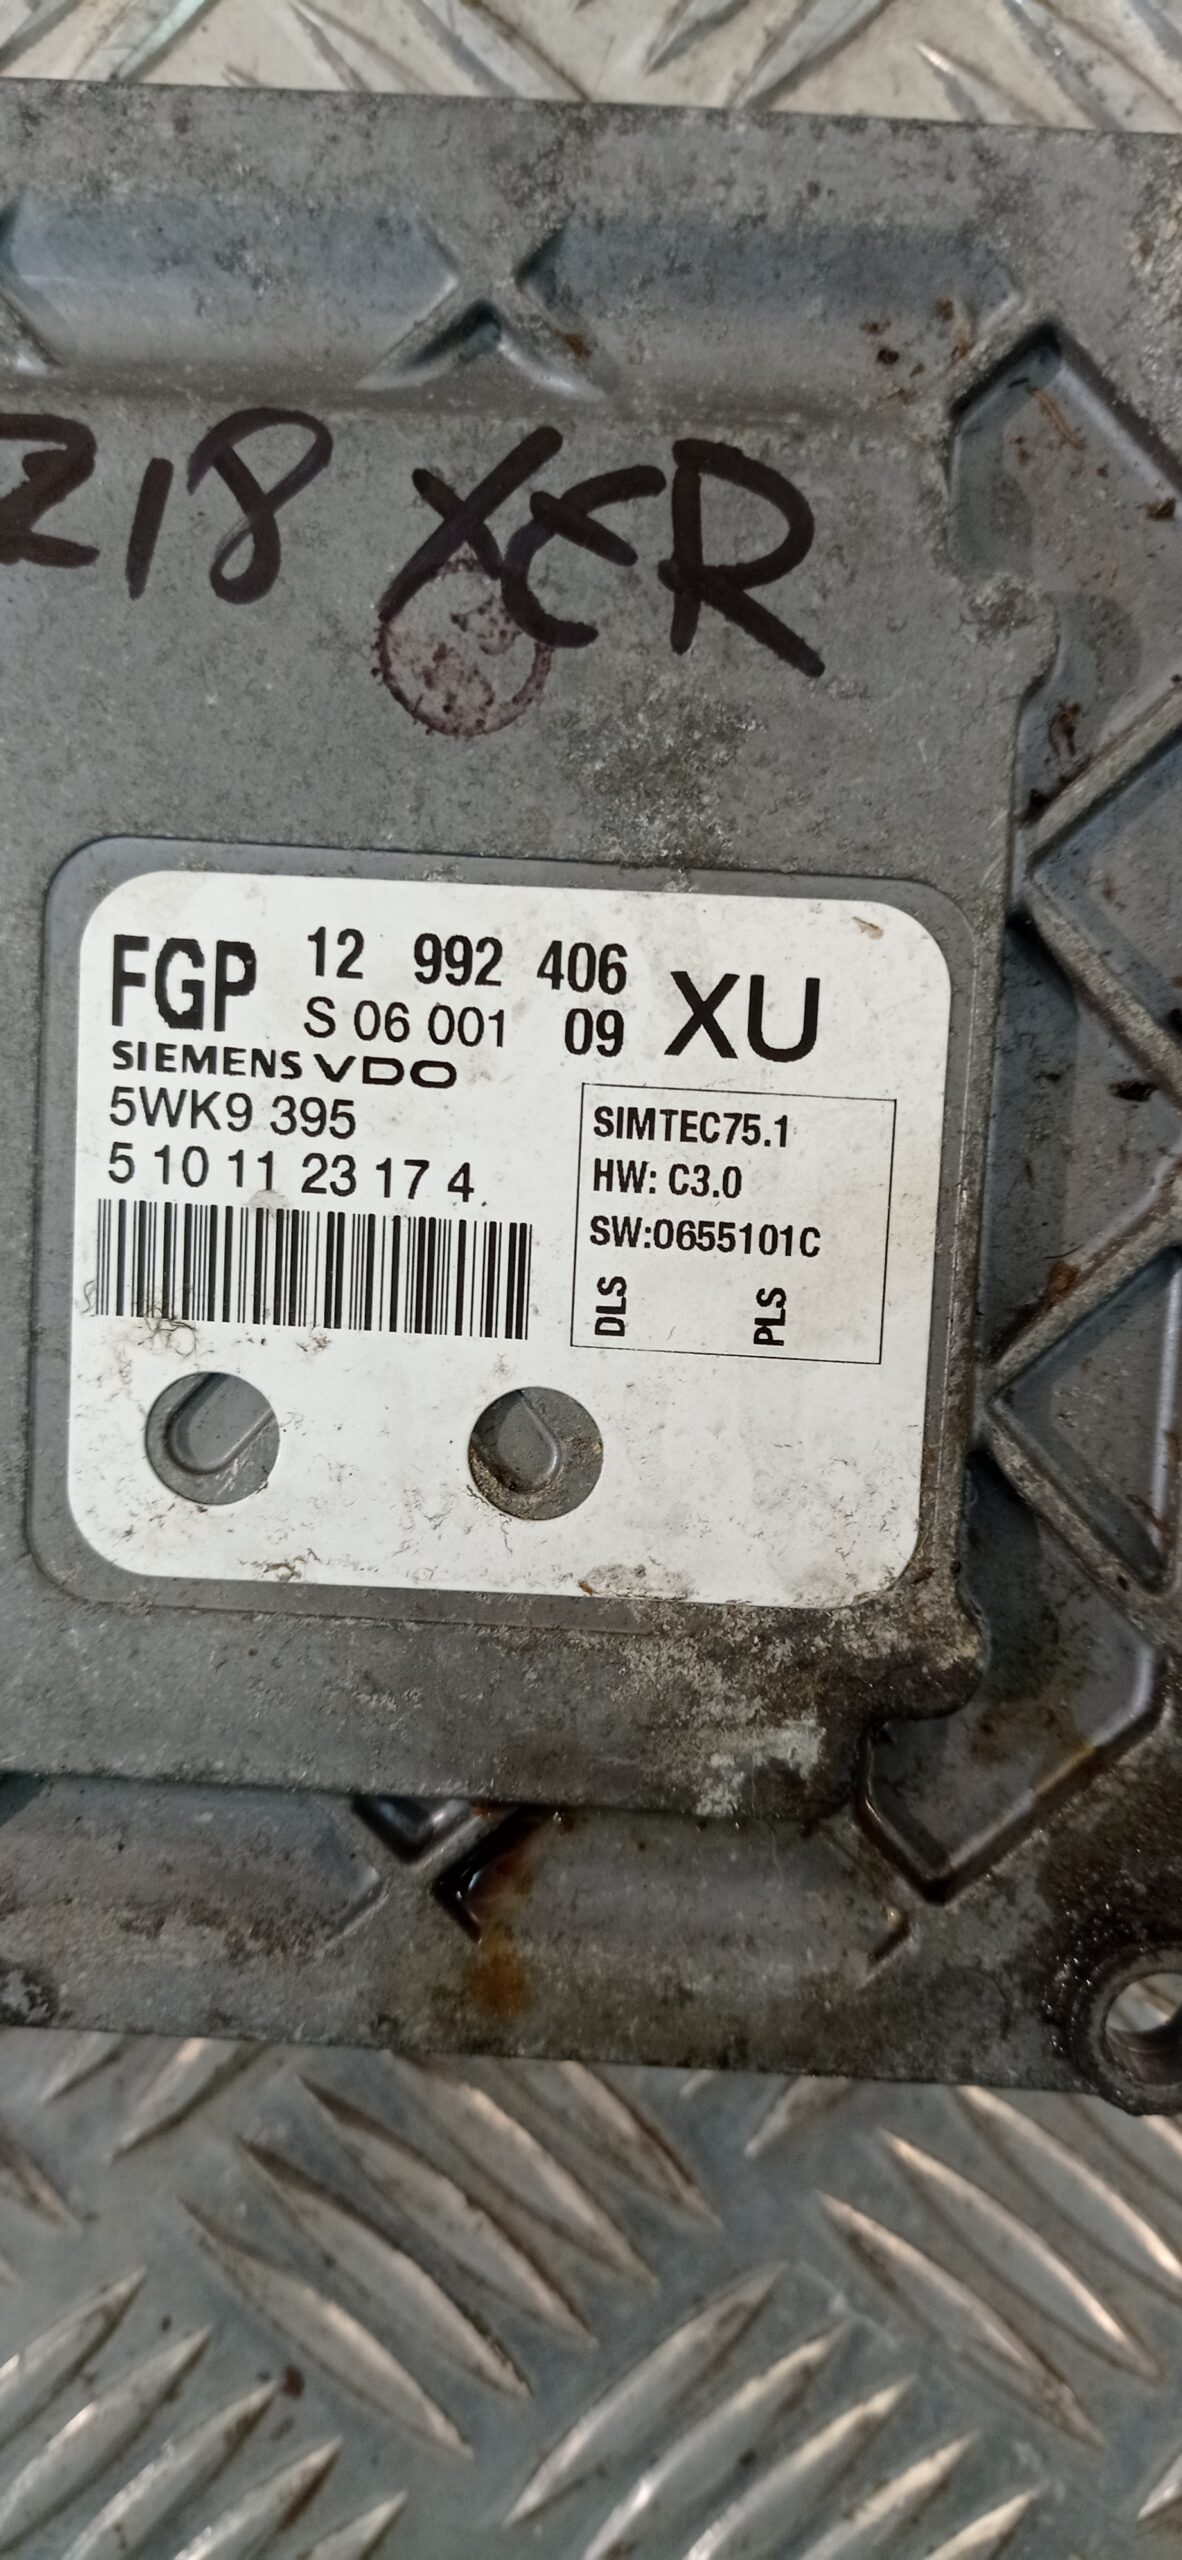 Z18 XER
FGP 12 992 406 XU
S 06 001 09
SIEMENS VDO
5WK9 395
5 10 11 23 17 4
SIMTEC75.1
HW: C3.0
SW:0655101C
DLS PLS